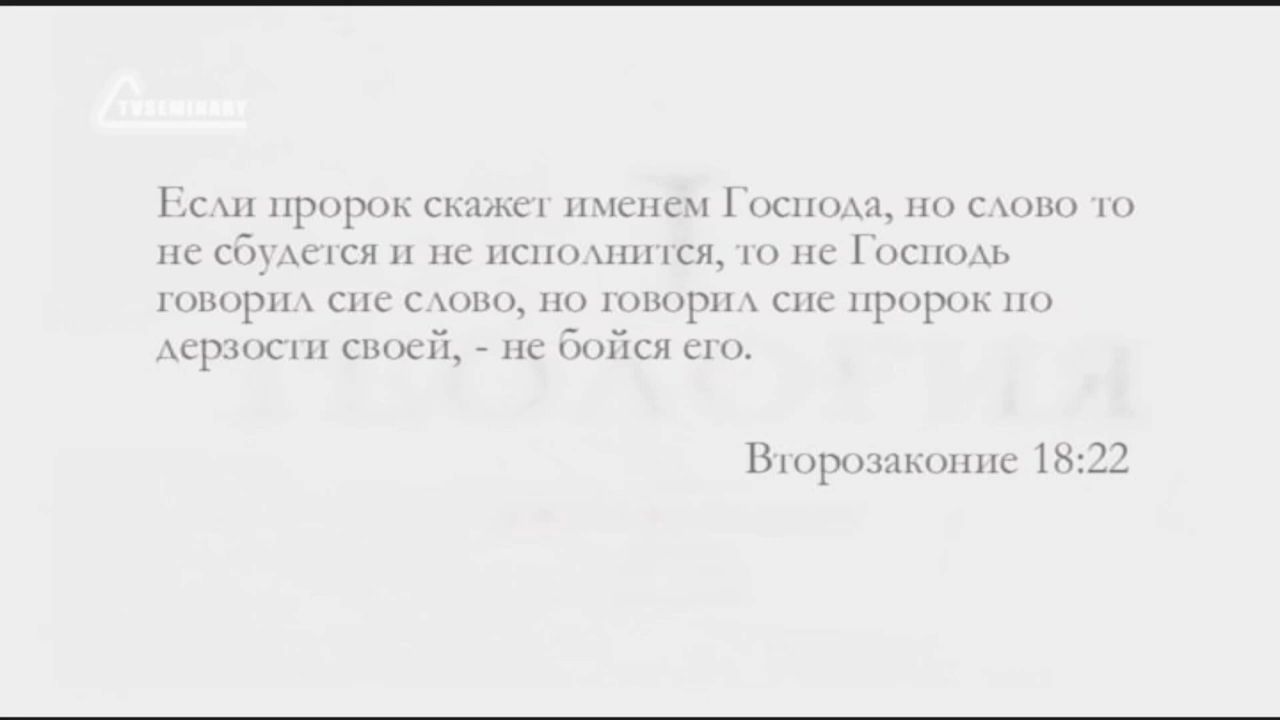 TVSEMINARY
Если пророк скажет именем Господа, но слово то
не сбудется и не исполнится, то не Господь
говорил сие слово, но говорил сие пророк по
дерзости своей, - не бойся его.
Второзаконие 18:22